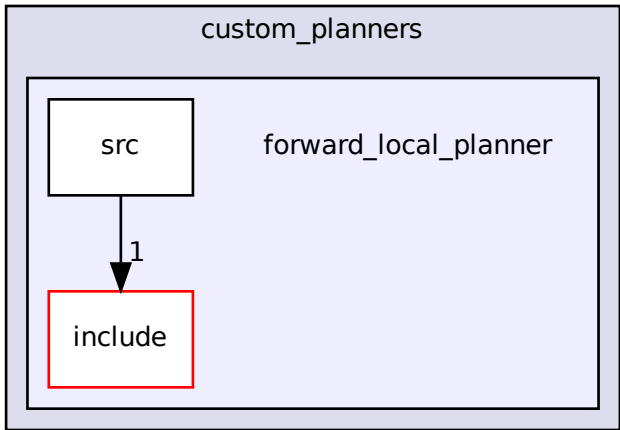 custom_planners
src
forward_local_planner
1
include